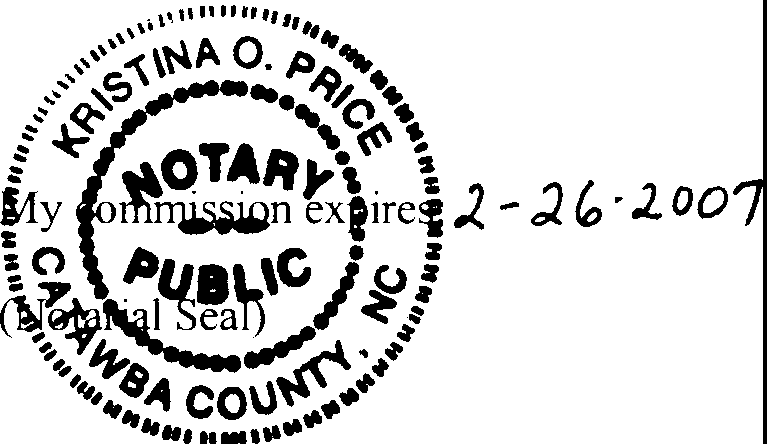 KRISTINA O. PRICE
NOTARY
My commission expires: 2-26-2007
PUBLIC
(Notarial Seal)
CATAWBA COUNTY, NC